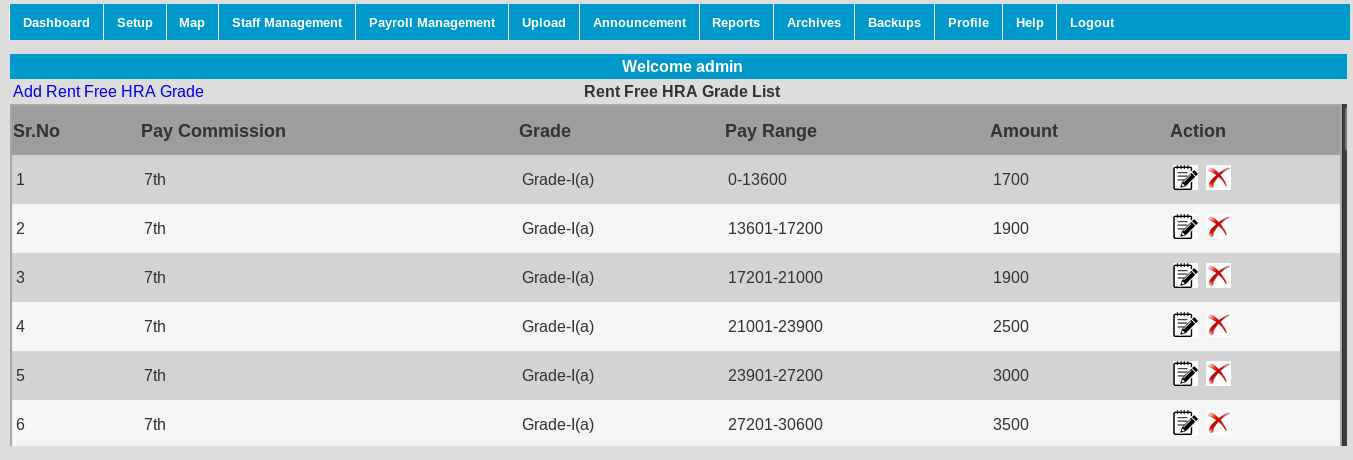 Dashboard Setup Map Staff Management Payroll Management Upload Announcement Reports Archives Backups Profile Help Logout
Welcome admin
Add Rent Free HRA Grade Rent Free HRA Grade List
Sr.No Pay Commission Grade Pay Range Amount Action
1 7th Grade-I(a) 0-13600 1700
2 7th Grade-I(a) 13601-17200 1900
3 7th Grade-I(a) 17201-21000 1900
4 7th Grade-I(a) 21001-23900 2500
5 7th Grade-I(a) 23901-27200 3000
6 7th Grade-I(a) 27201-30600 3500